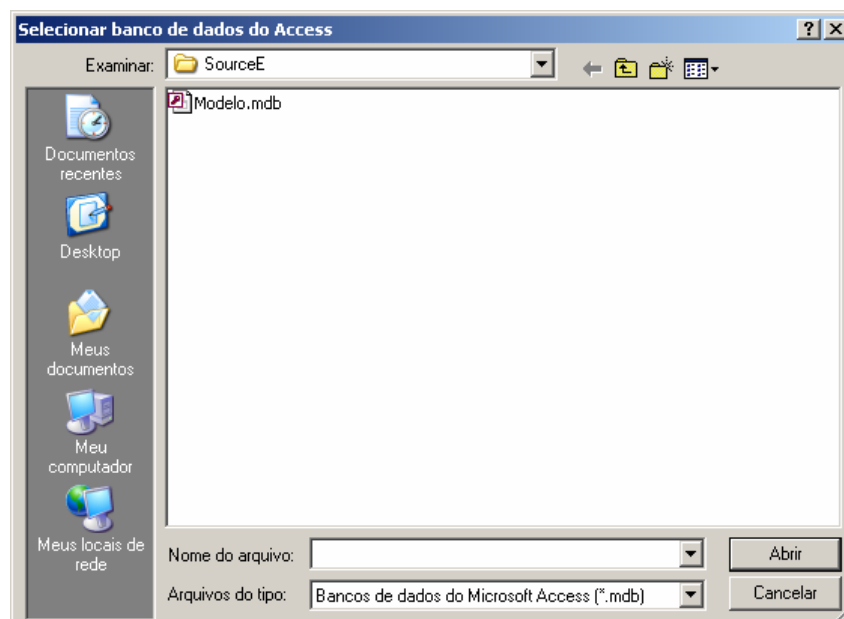 Selecionar banco de dados do Access
Examinar:
SourceE
Modelo.mdb
Documentos
recentes
Desktop
Meus
documentos
Meu
computador
Meus locais de
rede
Nome do arquivo:
Abrir
Arquivos do tipo:
Bancos de dados do Microsoft Access (*.mdb)
Cancelar